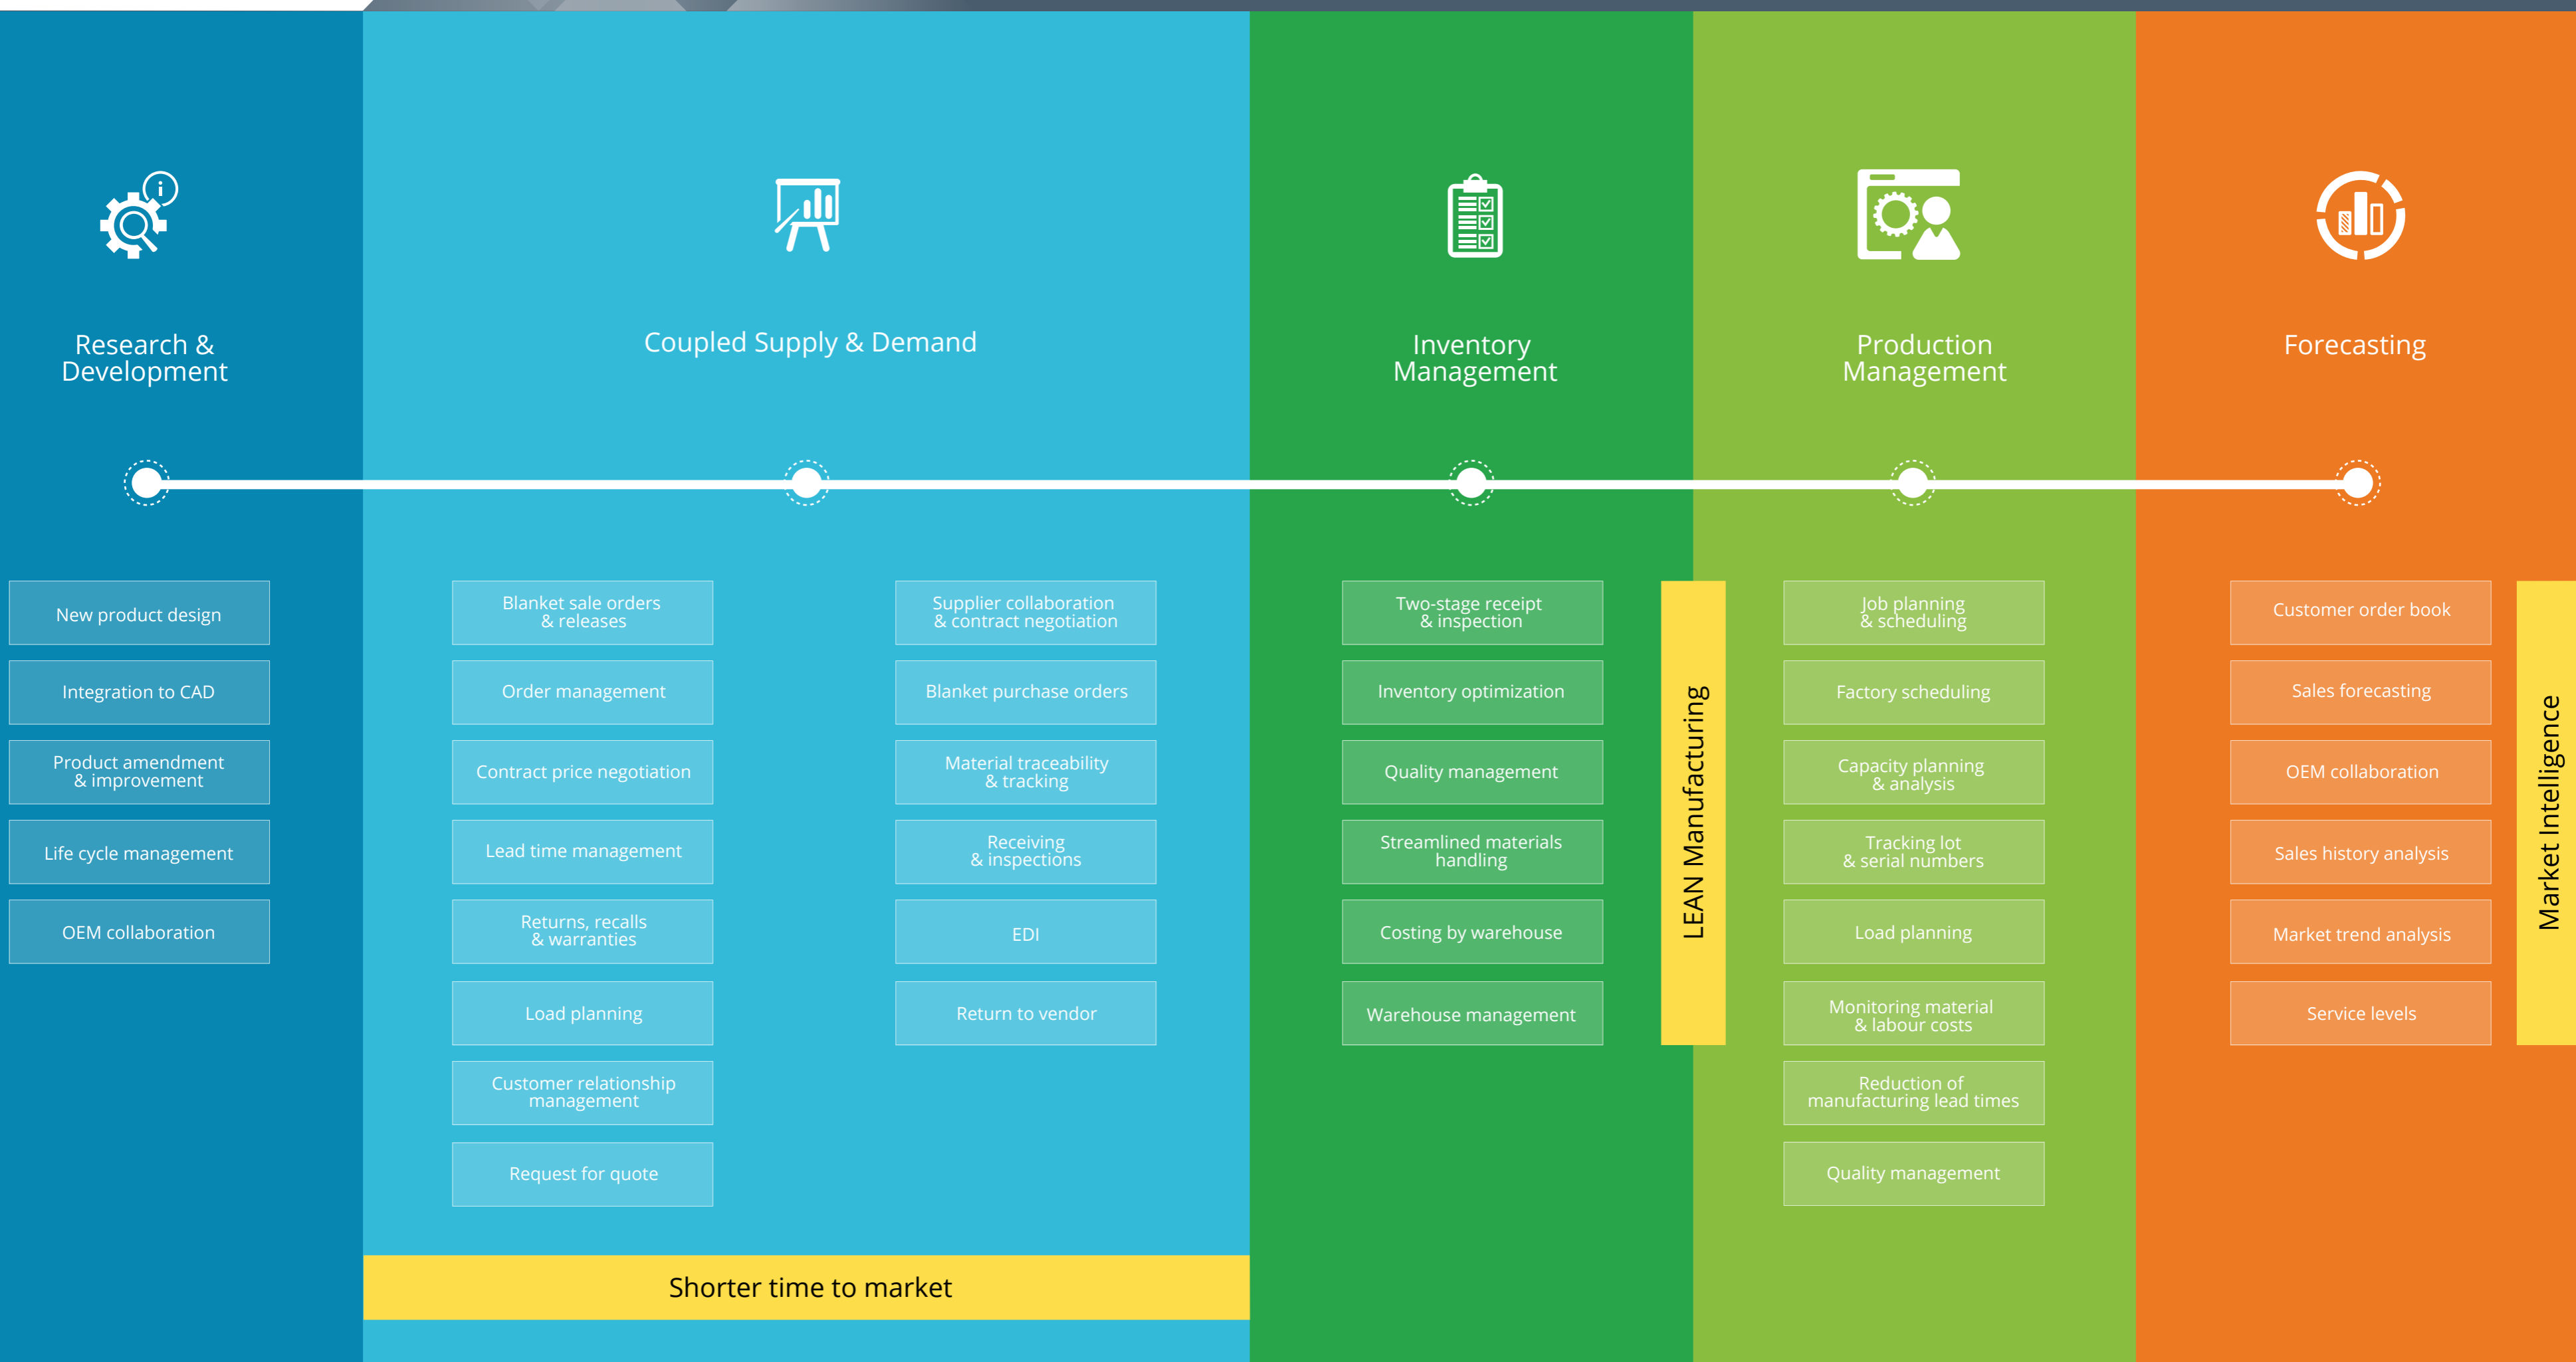 i
Research &
Development
Coupled Supply & Demand
Inventory
Management
Production
Management
Forecasting
New product design
Integration to CAD
Product amendment
& improvement
Life cycle management
OEM collaboration
Blanket sale orders
& releases
Order management
Contract price negotiation
Lead time management
Returns, recalls
& warranties
Load planning
Customer relationship
management
Request for quote
Supplier collaboration
& contract negotiation
Blanket purchase orders
Material traceability
& tracking
Receiving
& inspections
EDI
Return to vendor
Shorter time to market
Two-stage receipt
& inspection
Inventory optimization
Quality management
Streamlined materials
handling
Costing by warehouse
Warehouse management
LEAN Manufacturing
Job planning
& scheduling
Factory scheduling
Capacity planning
& analysis
Tracking lot
& serial numbers
Load planning
Monitoring material
& labour costs
Reduction of
manufacturing lead times
Quality management
Customer order book
Sales forecasting
OEM collaboration
Sales history analysis
Market trend analysis
Service levels
Market Intelligence